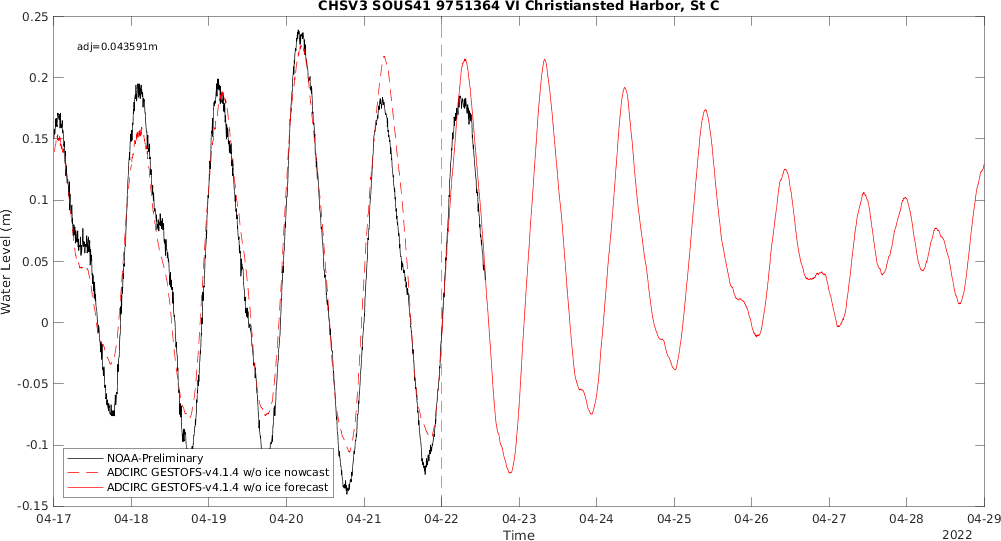 CHSV3 SOUS41 9751364 VI Christiansted Harbor, St C
adj=0.043591m
0.25
0.2
0.15
0.1
0.05
0
-0.05
-0.1
-0.15
Water Level (m)
NOAA-Preliminary
ADCIRC GESTOFS-v4.1.4 w/o ice nowcast
ADCIRC GESTOFS-v4.1.4 w/o ice forecast
04-17 04-18 04-19 04-20 04-21 04-22 04-23 04-24 04-25 04-26 04-27 04-28 04-29
Time
2022